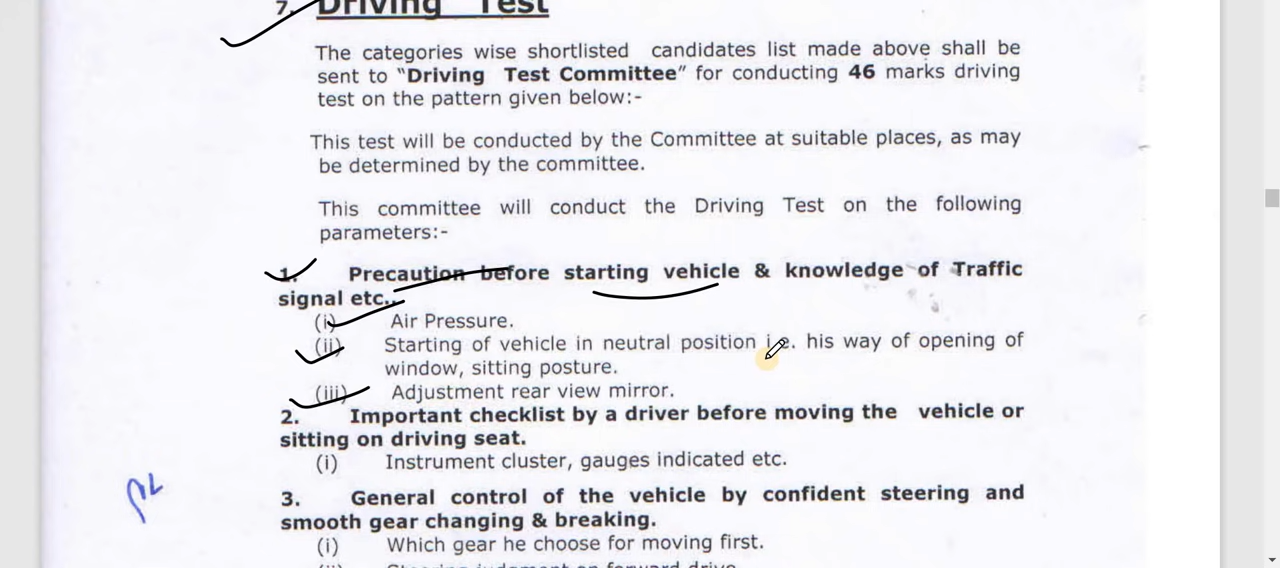 7. Driving Test
The categories wise shortlisted candidates list made above shall be
sent to "Driving Test Committee" for conducting 46 marks driving
test on the pattern given below:-
This test will be conducted by the Committee at suitable places, as may
be determined by the committee.
This committee will conduct the Driving Test on the following
parameters:-
1. Precaution before starting vehicle & knowledge of Traffic
signal etc..
(i) Air Pressure.
(ii) Starting of vehicle in neutral position i.e. his way of opening of
window, sitting posture.
(iii) Adjustment rear view mirror.
2. Important checklist by a driver before moving the vehicle or
sitting on driving seat.
(i) Instrument cluster, gauges indicated etc.
3. General control of the vehicle by confident steering and
smooth gear changing & breaking.
(i) Which gear he choose for moving first.
(ii) Steering judgment on forward drive